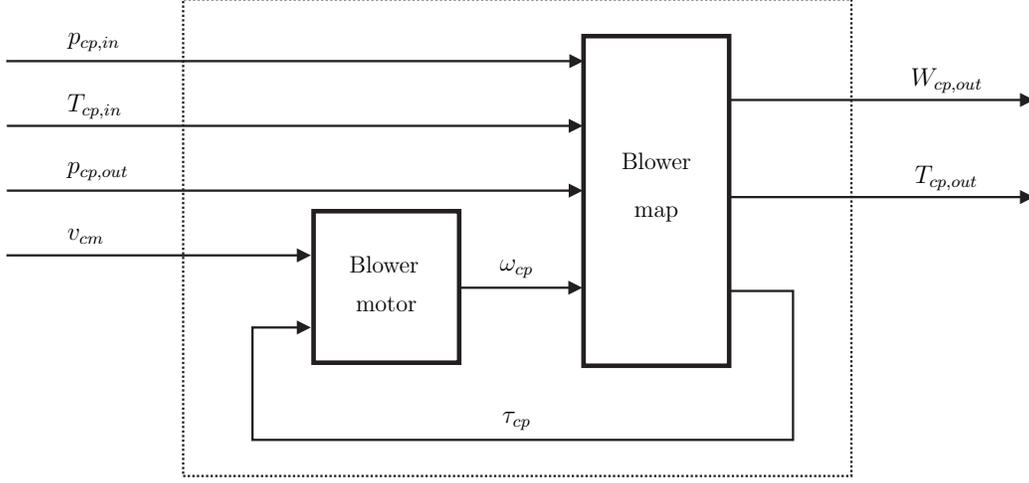 p_{cp,in}
W_{cp,out}
T_{cp,in}
p_{cp,out}
Blower
map
T_{cp,out}
v_{cm}
Blower
motor
ω_{cp}
τ_{cp}